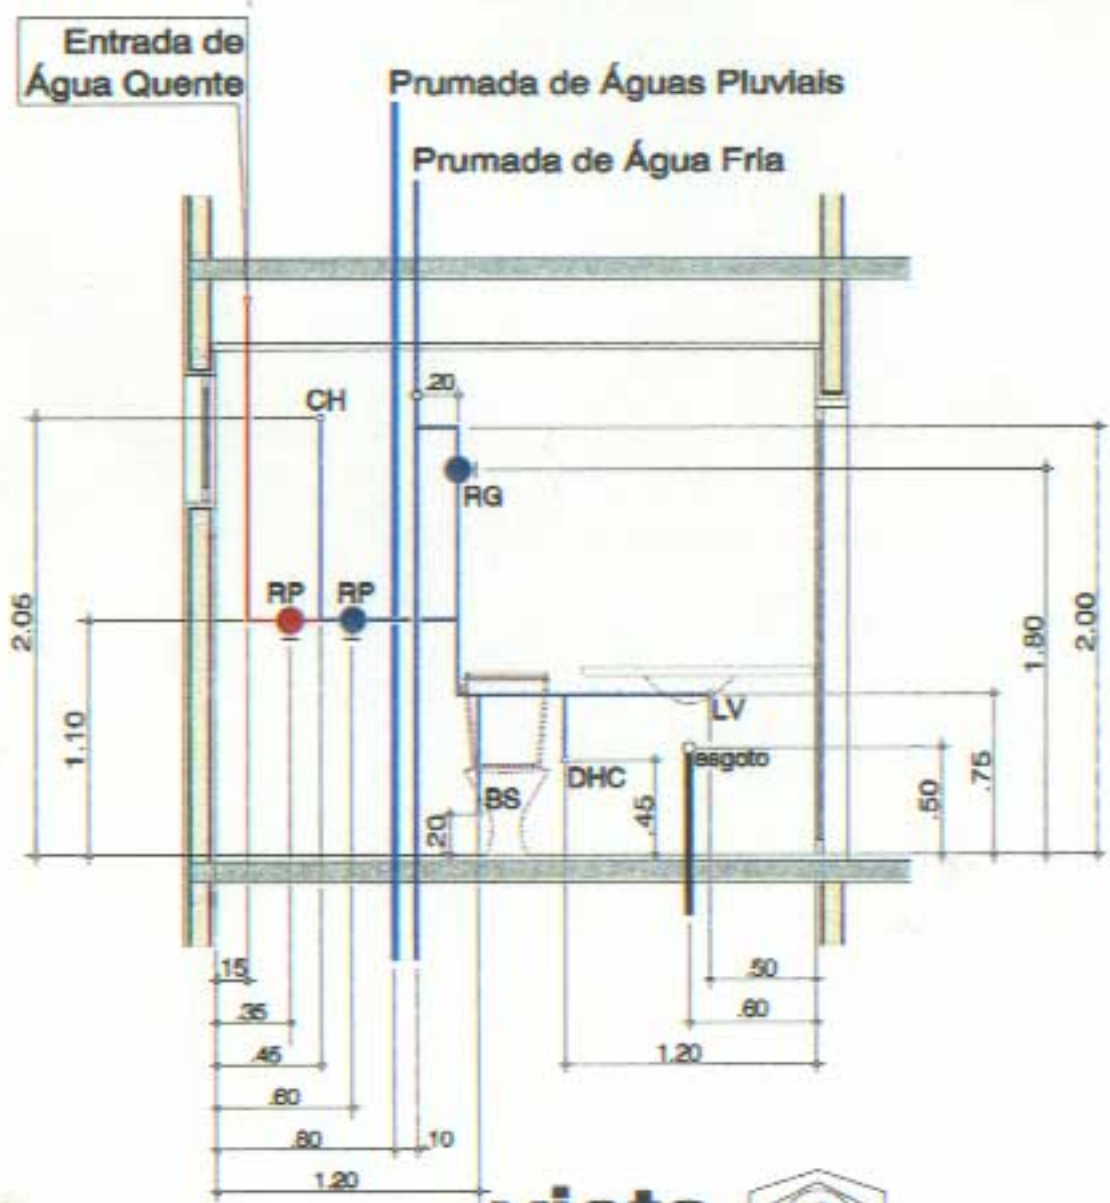 Entrada de
Água Quente
Prumada de Águas Pluviais
Prumada de Água Fria
.20
CH
RG
RP
RP
2.05
1.10
1.80
2.00
LV
esgoto
DHC
BS
.20
.45
.50
.75
.15
.35
.45
.60
.80
.10
1.20
.50
.60
1.20